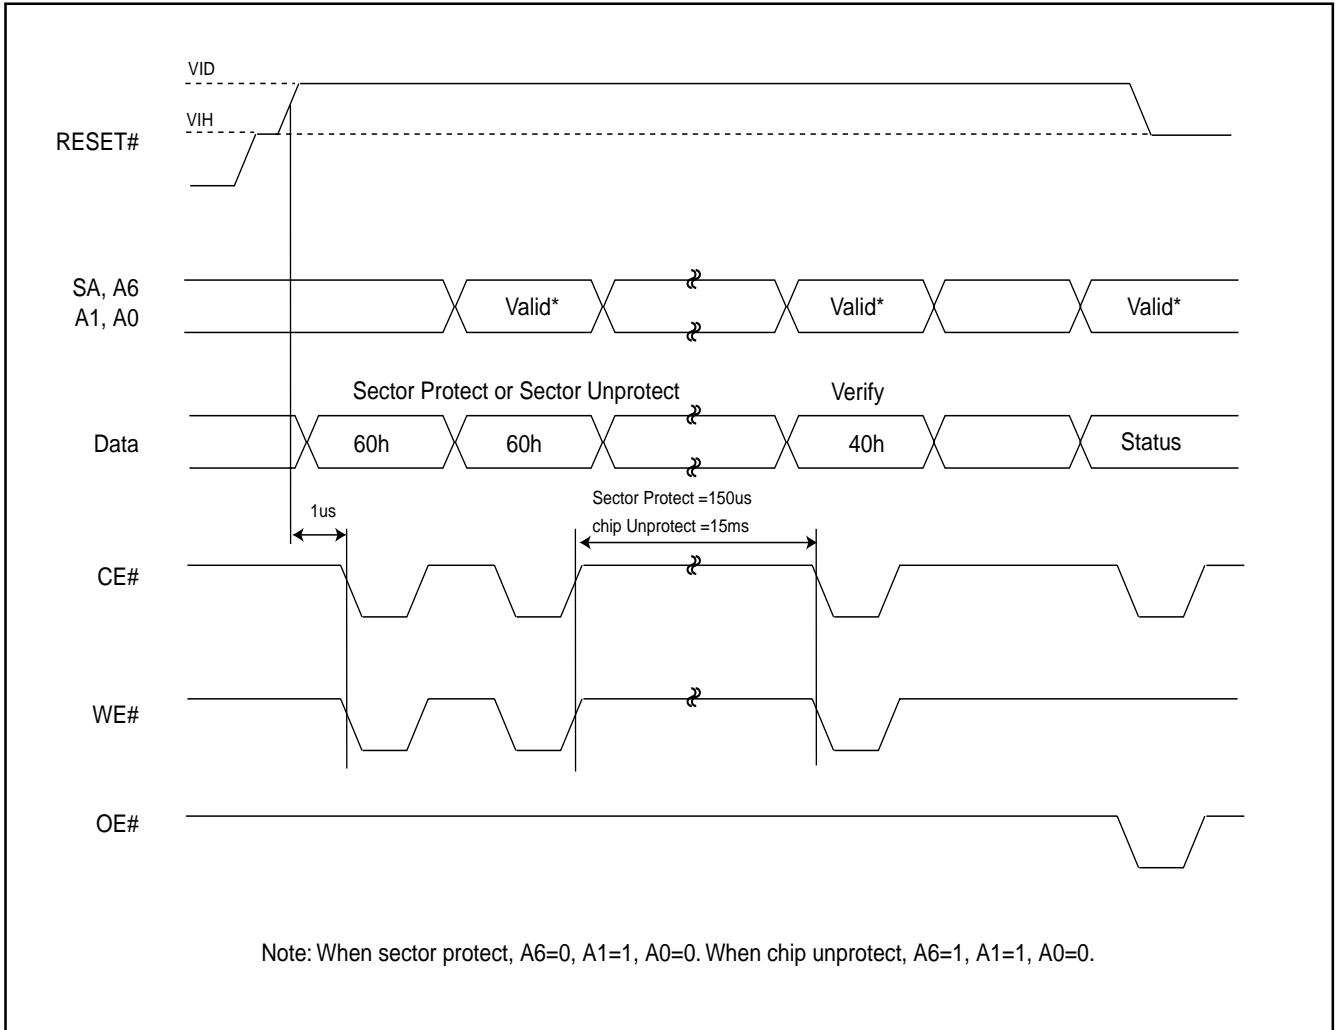 VID
VIH
RESET#
SA, A6
A1, A0
Valid*
Valid*
Valid*
Sector Protect or Sector Unprotect
Verify
Data
60h
60h
40h
Status
1us
Sector Protect =150us
chip Unprotect =15ms
CE#
WE#
OE#
Note: When sector protect, A6=0, A1=1, A0=0. When chip unprotect, A6=1, A1=1, A0=0.